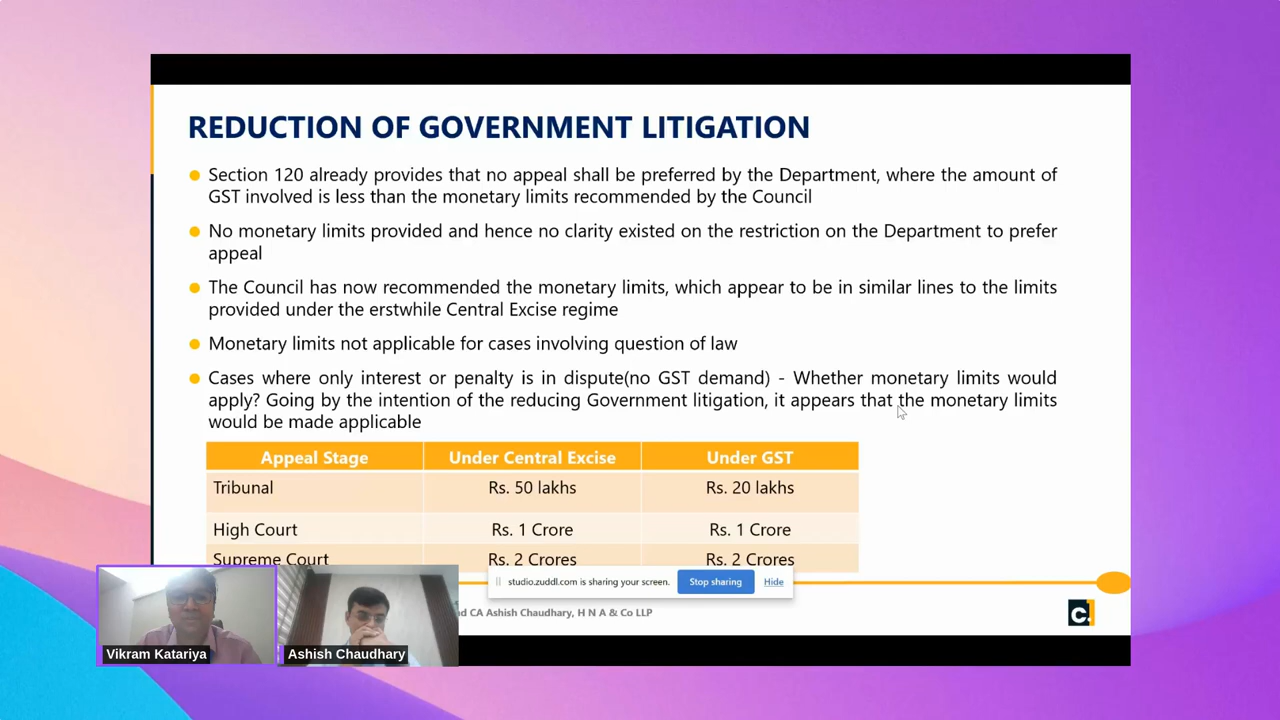 REDUCTION OF GOVERNMENT LITIGATION
Section 120 already provides that no appeal shall be preferred by the Department, where the amount of
GST involved is less than the monetary limits recommended by the Council
No monetary limits provided and hence no clarity existed on the restriction on the Department to prefer
appeal
The Council has now recommended the monetary limits, which appear to be in similar lines to the limits
provided under the erstwhile Central Excise regime
Monetary limits not applicable for cases involving question of law
Cases where only interest or penalty is in dispute(no GST demand) - Whether monetary limits would
apply? Going by the intention of the reducing Government litigation, it appears that the monetary limits
would be made applicable
Appeal Stage Under Central Excise Under GST
Tribunal Rs. 50 lakhs Rs. 20 lakhs
High Court Rs. 1 Crore Rs. 1 Crore
Supreme Court Rs. 2 Crores Rs. 2 Crores
studio.zuddl.com is sharing your screen. Stop sharing Hide
CA Ashish Chaudhary, H N A & Co LLP
Vikram Katariya
Ashish Chaudhary